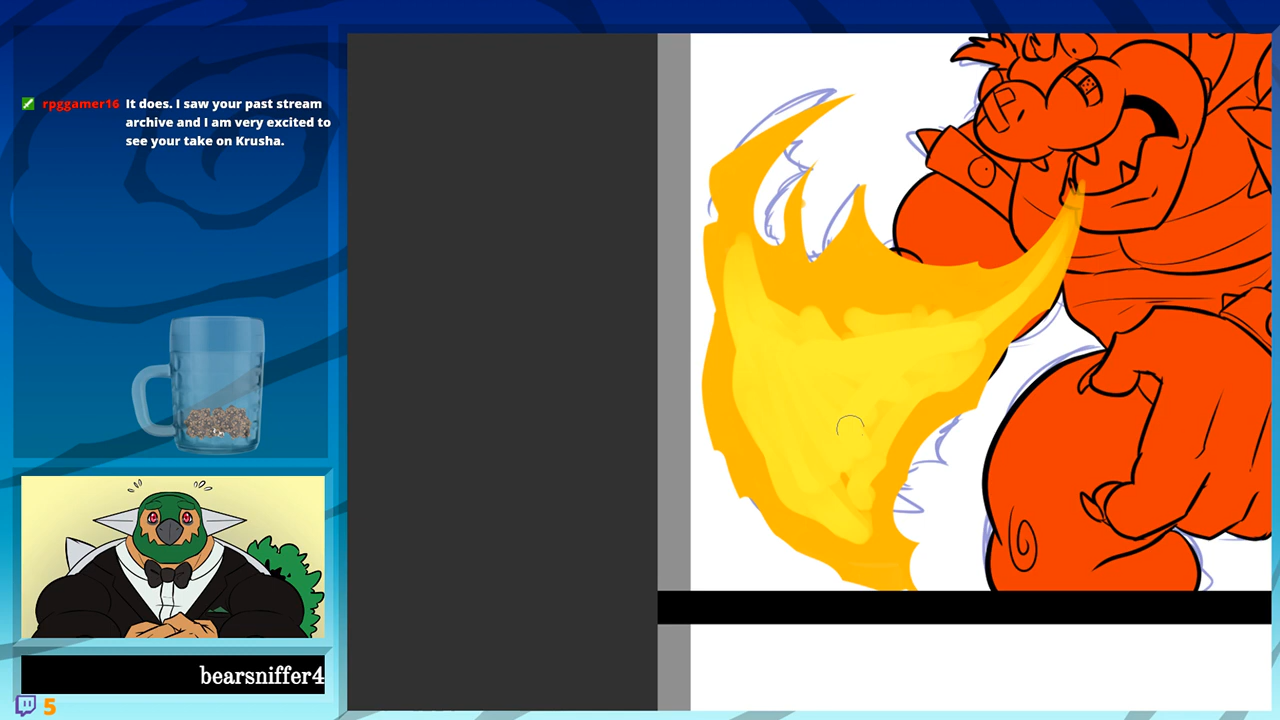 rpggamer16 It does. I saw your past stream
archive and I am very excited to
see your take on Krusha.
bearsniffer4
5